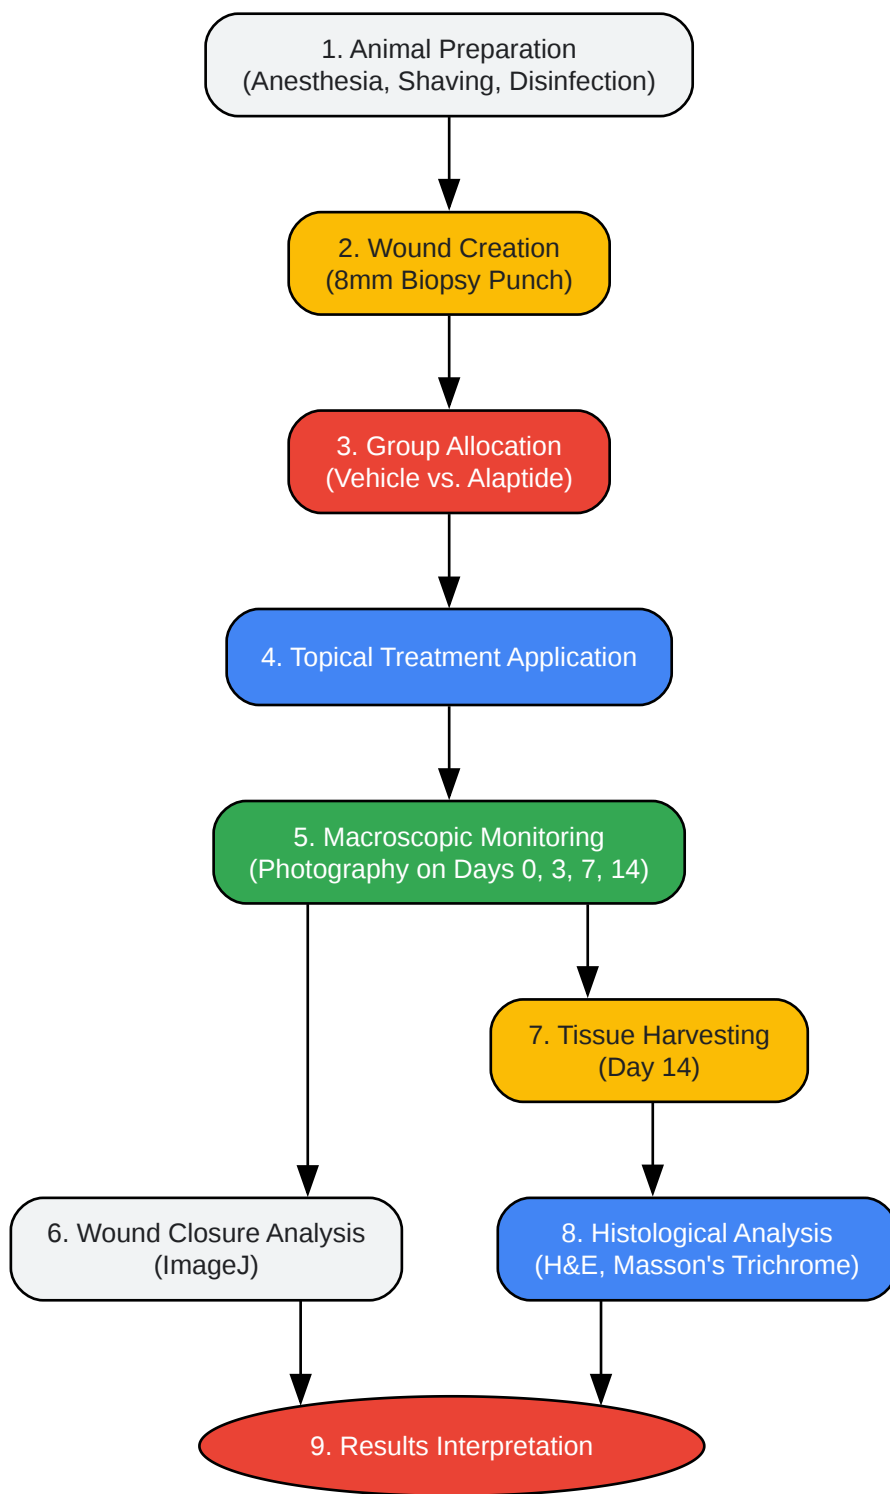 1. Animal Preparation
(Anesthesia, Shaving, Disinfection)
2. Wound Creation
(8mm Biopsy Punch)
3. Group Allocation
(Vehicle vs. Alaptide)
4. Topical Treatment Application
5. Macroscopic Monitoring
(Photography on Days 0, 3, 7, 14)
7. Tissue Harvesting
(Day 14)
6. Wound Closure Analysis
(ImageJ)
8. Histological Analysis
(H&E, Masson's Trichrome)
9. Results Interpretation